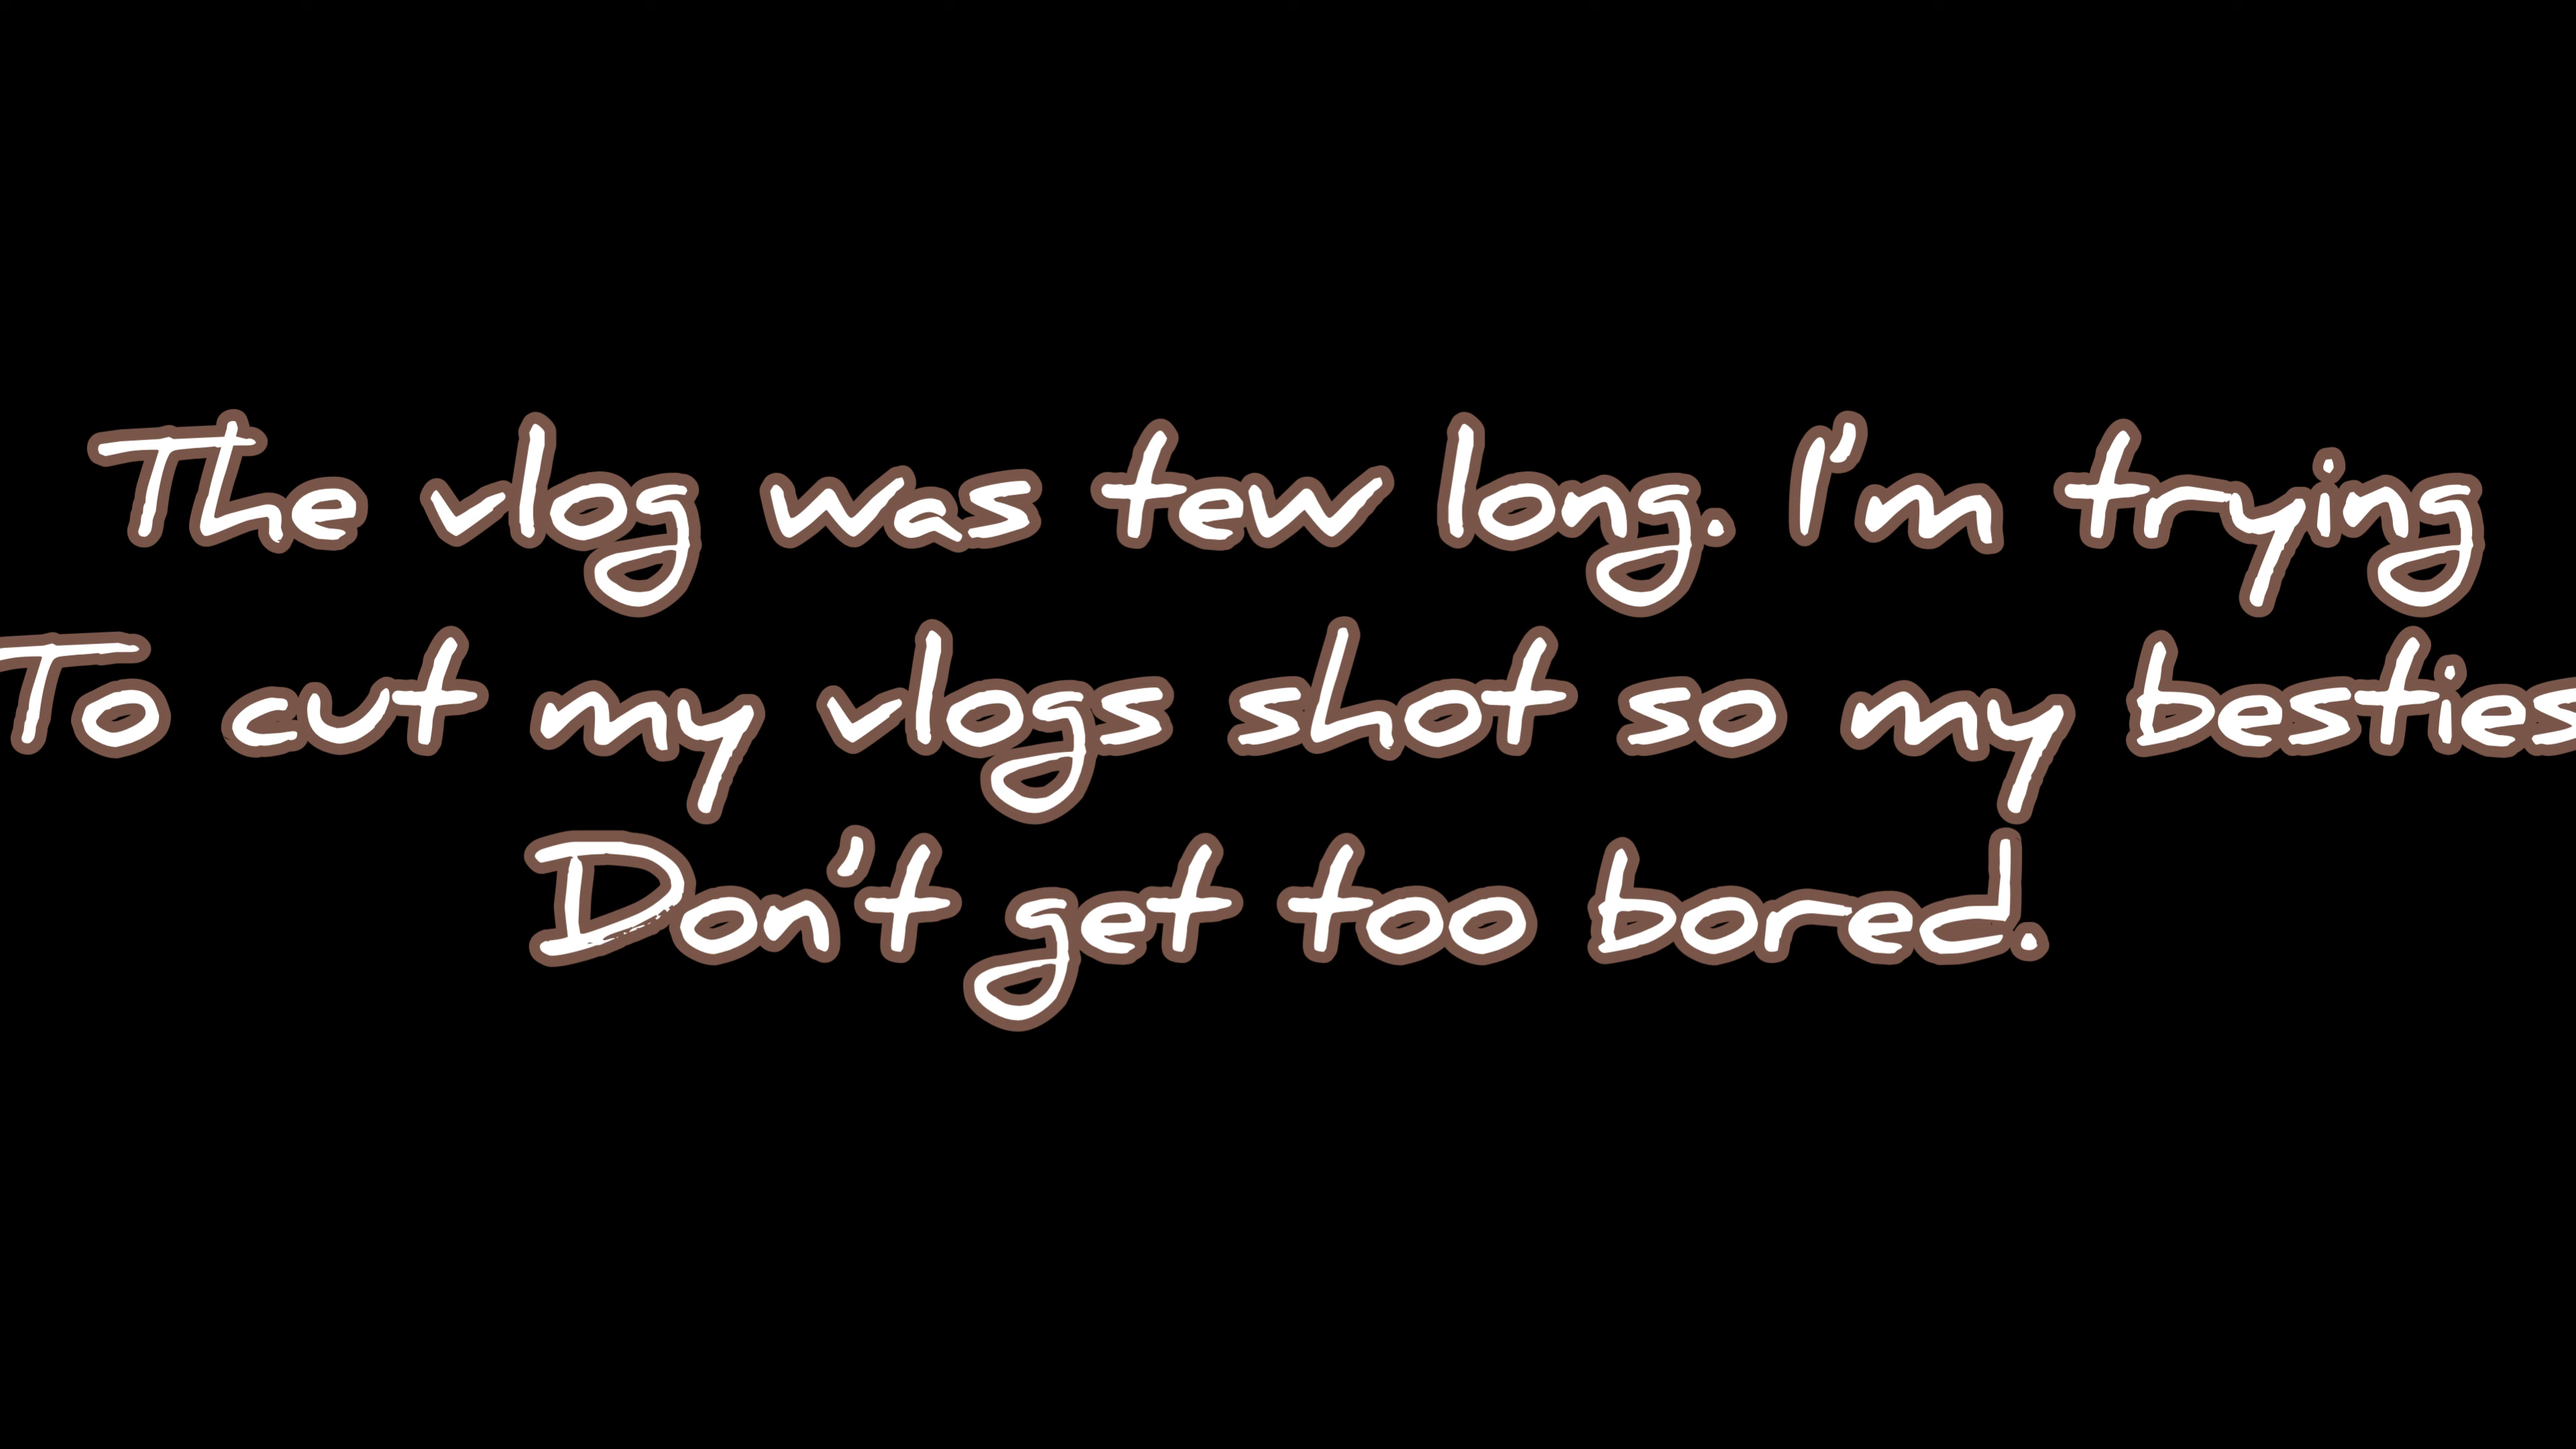 The vlog was tew long. I'm trying
To cut my vlogs shot so my besties
Don't get too bored.